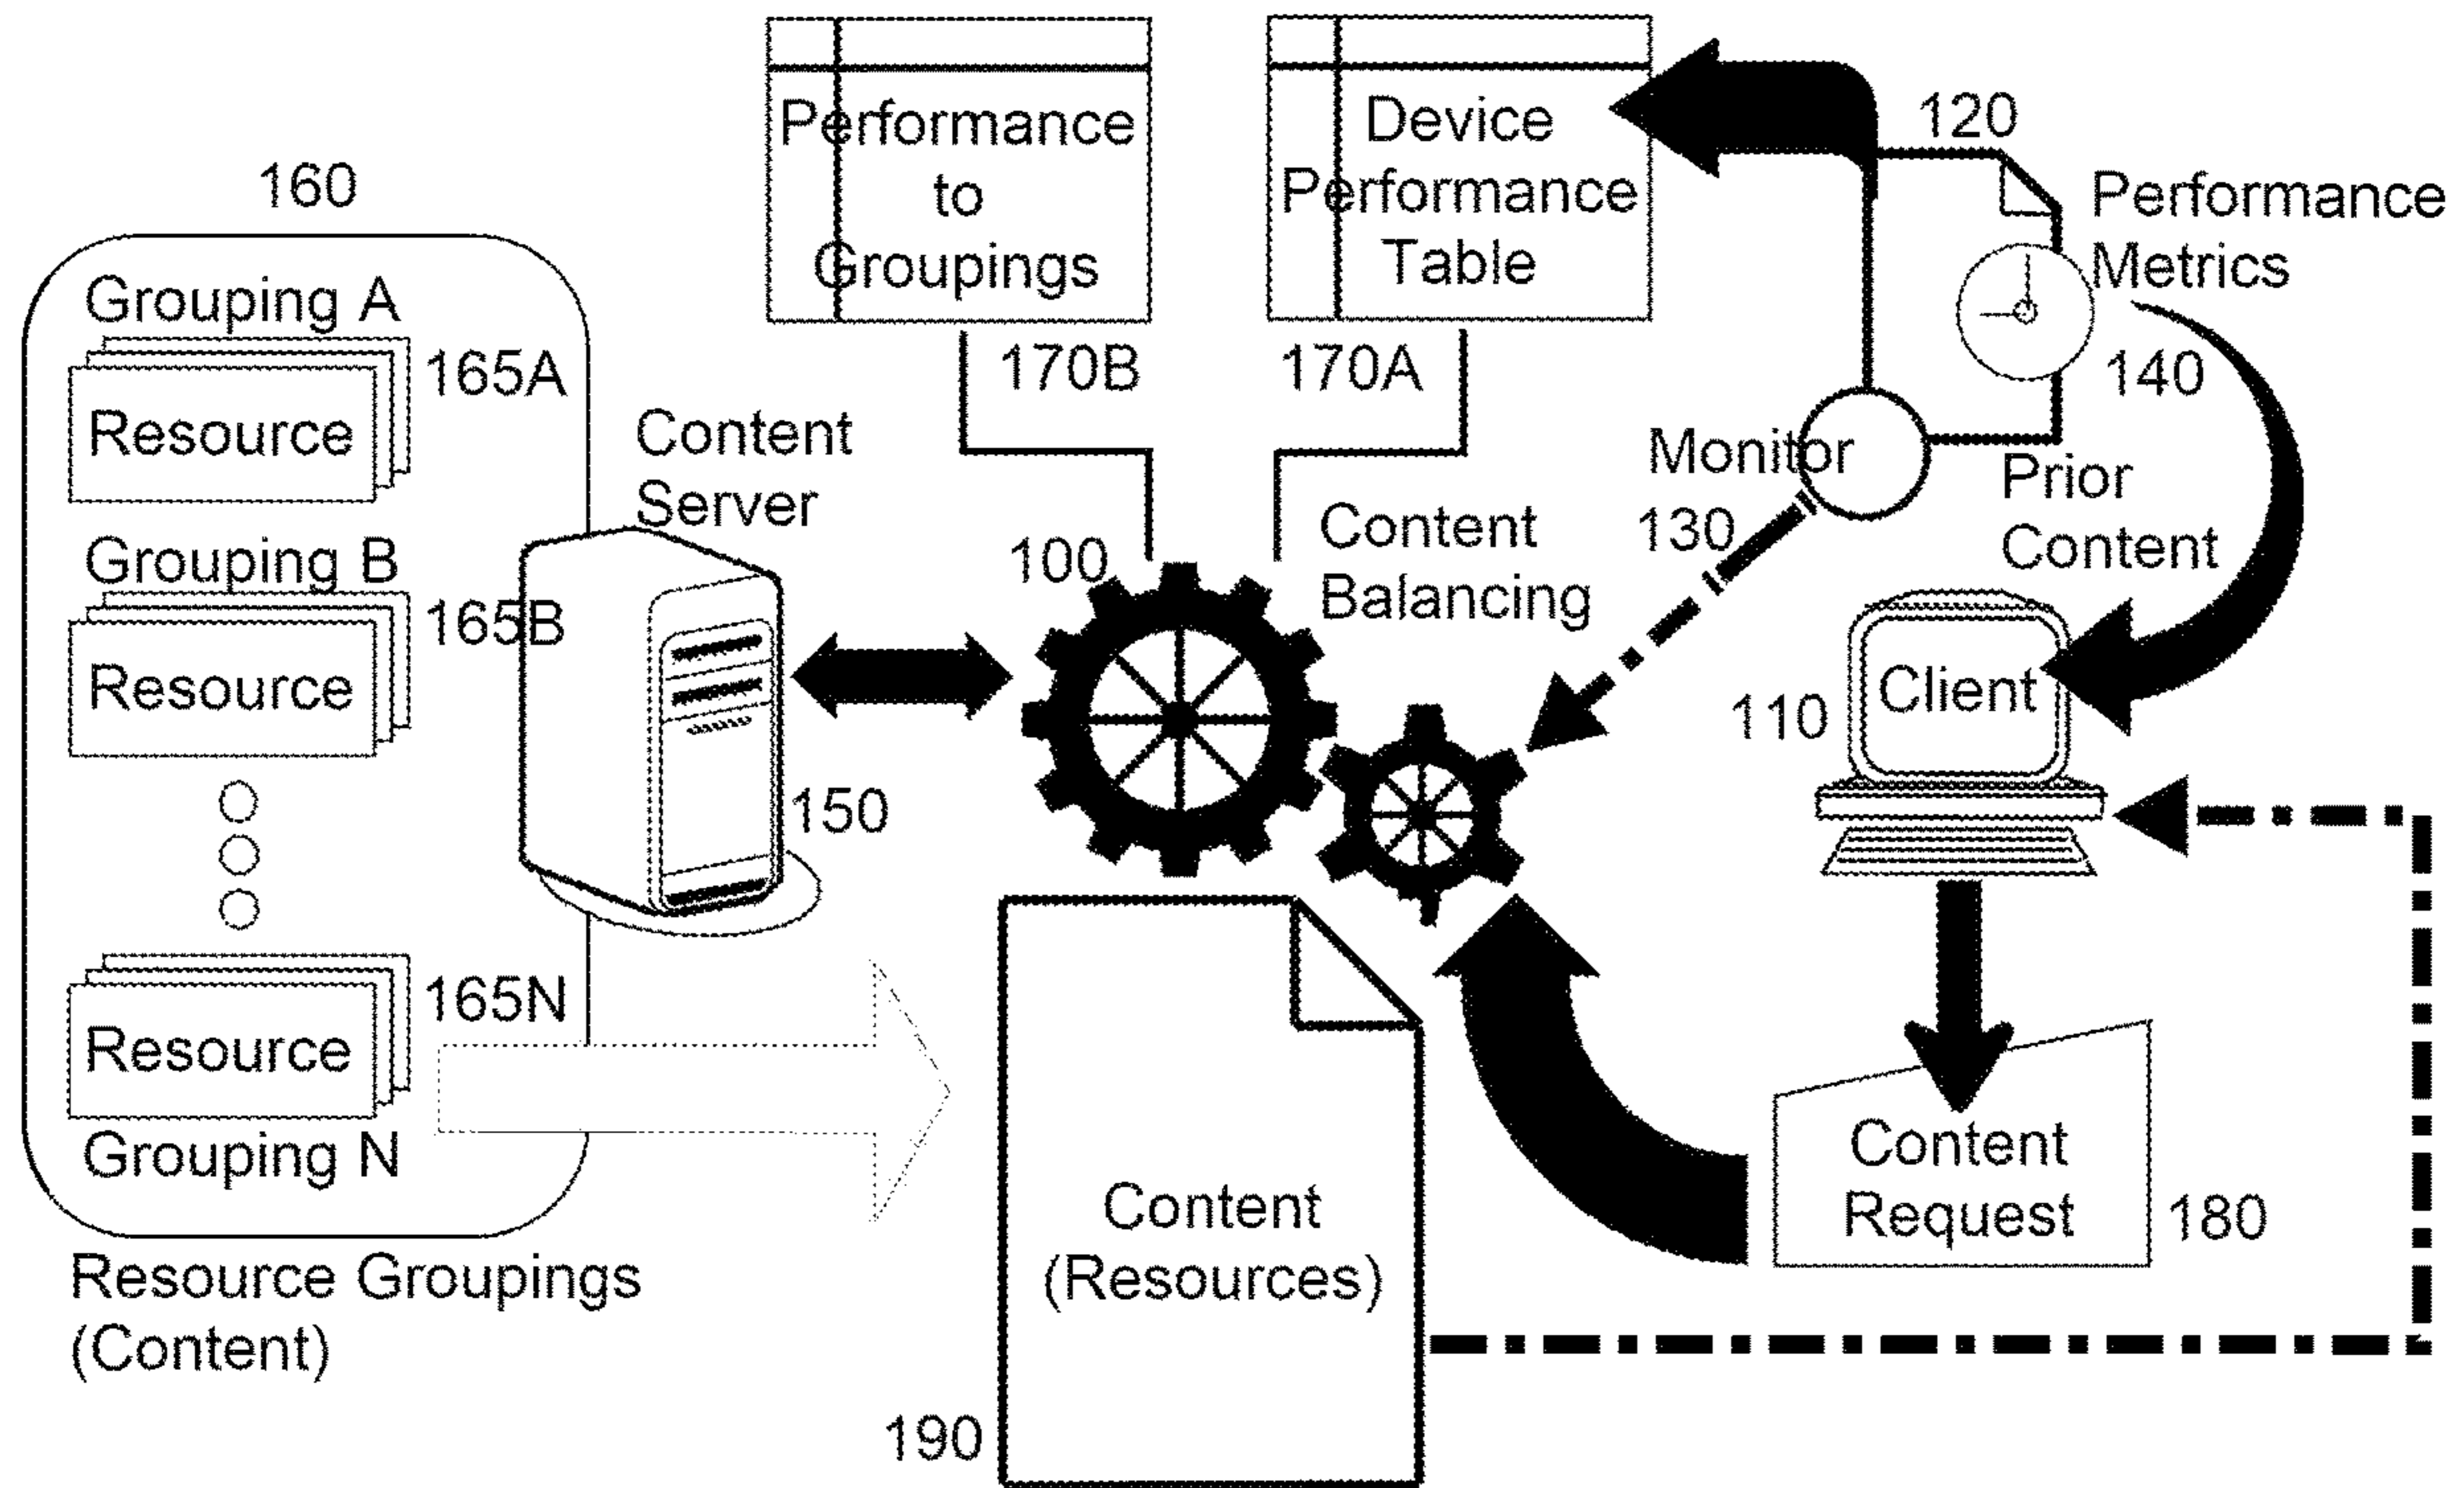 160
Grouping A
165A
Resource
Grouping B
165B
Resource
165N
Resource
Grouping N
Resource Groupings
(Content)
Content
Server
150
Performance
to
Groupings
170B
Device
Performance
Table
170A
120
Performance
Metrics
140
Monitor
130
Prior
Content
100
Content
Balancing
110
Client
Content
Request
180
Content
(Resources)
190